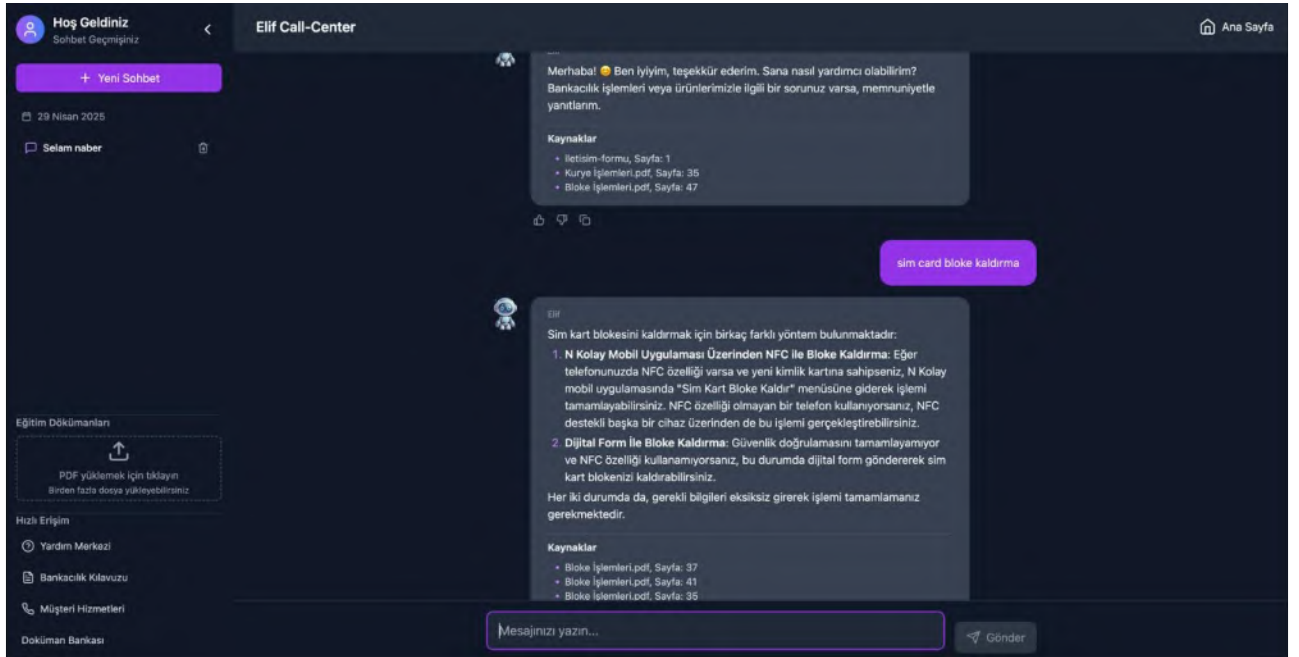 Hoş Geldiniz
Sohbet Geçmişiniz
+ Yeni Sohbet
29 Nisan 2025
Selam naber
Eğitim Dökümanları
PDF yüklemek için tıklayın
Birden fazla dosya yükleyebilirsiniz
Hızlı Erişim
Yardım Merkezi
Bankacılık Kılavuzu
Müşteri Hizmetleri
Doküman Bankası
Elif Call-Center
Ana Sayfa
Merhaba! 😊 Ben iyiyim, teşekkür ederim. Sana nasıl yardımcı olabilirim?
Bankacılık işlemleri veya ürünlerimizle ilgili bir sorunuz varsa, memnuniyetle
yanıtlarım.
Kaynaklar
• Iletisim-formu, Sayfa: 1
• Kurye İşlemleri.pdf, Sayfa: 35
• Bloke İşlemleri.pdf, Sayfa: 47
sim card bloke kaldırma
Elif
Sim kart blokesini kaldırmak için birkaç farklı yöntem bulunmaktadır:
1. N Kolay Mobil Uygulaması Üzerinden NFC ile Bloke Kaldırma: Eğer
telefonunuzda NFC özelliği varsa ve yeni kimlik kartına sahipseniz, N Kolay
mobil uygulamasında "Sim Kart Bloke Kaldır" menüsüne giderek işlemi
tamamlayabilirsiniz. NFC özelliği olmayan bir telefon kullanıyorsanız, NFC
destekli başka bir cihaz üzerinden de bu işlemi gerçekleştirebilirsiniz.
2. Dijital Form İle Bloke Kaldırma: Güvenlik doğrulamasını tamamlayamıyor
ve NFC özelliği kullanamıyorsanız, bu durumda dijital form göndererek sim
kart blokenizi kaldırabilirsiniz.
Her iki durumda da, gerekli bilgileri eksiksiz girerek işlemi tamamlamanız
gerekmektedir.
Kaynaklar
• Bloke İşlemleri.pdf, Sayfa: 37
• Bloke İşlemleri.pdf, Sayfa: 41
• Bloke İşlemleri.pdf, Sayfa: 35
Mesajınızı yazın...
Gönder